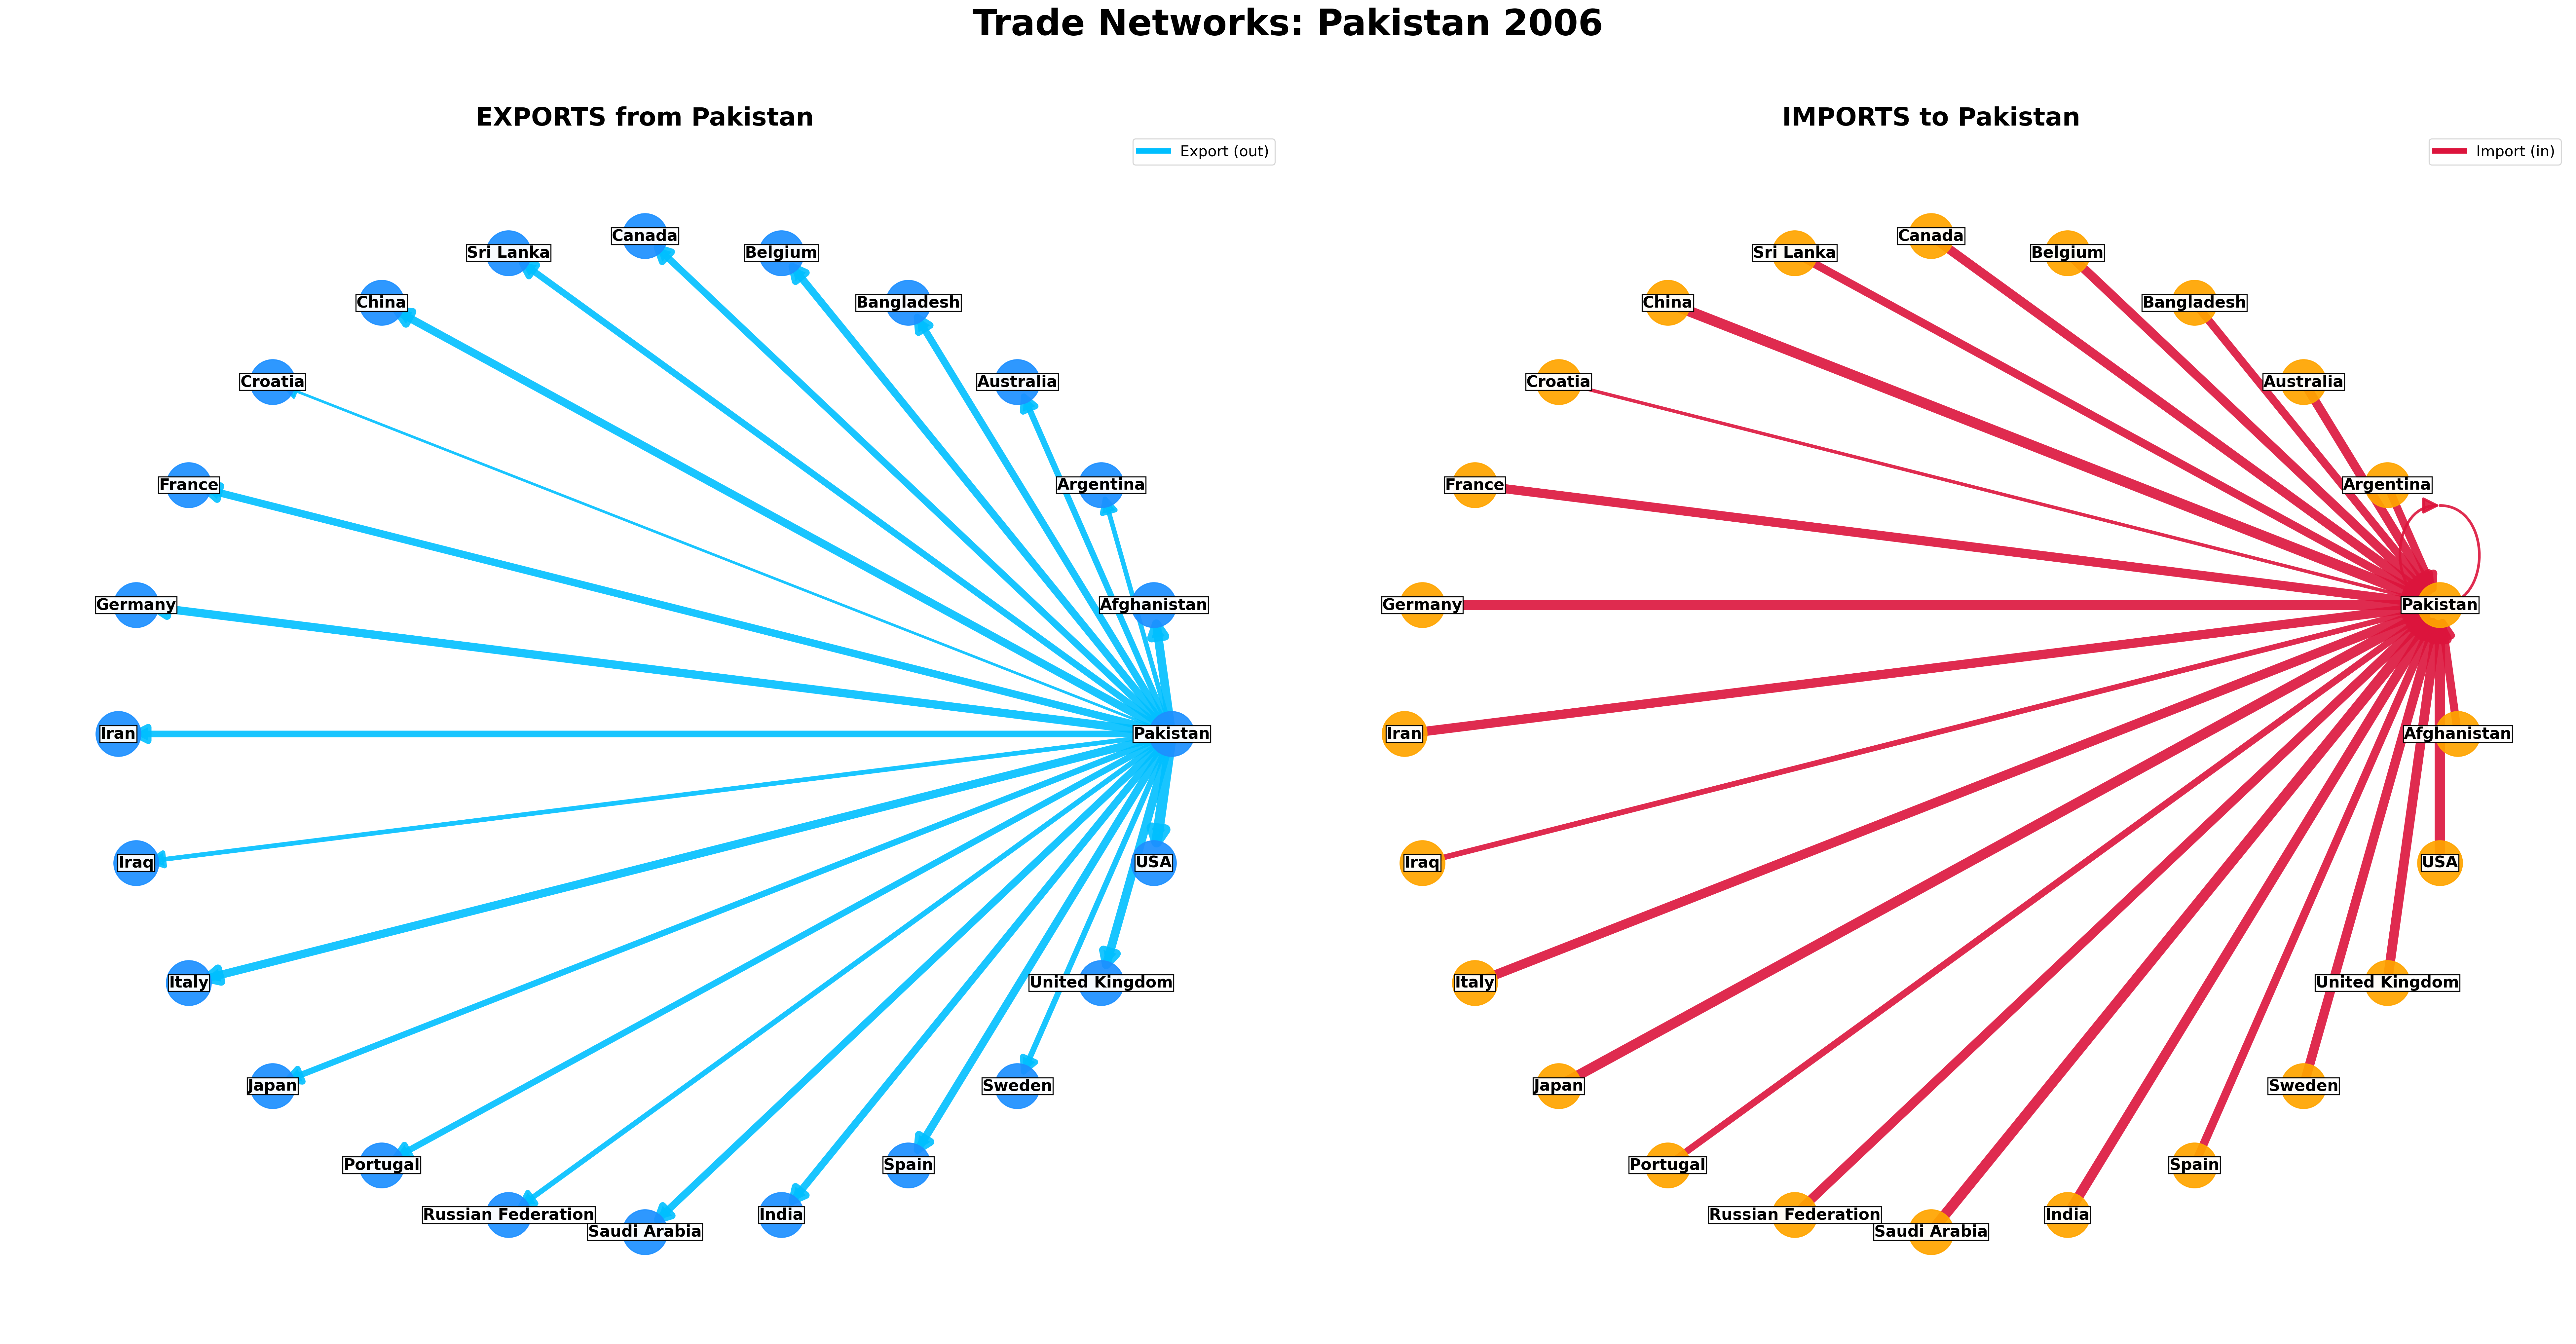 Trade Networks: Pakistan 2006
EXPORTS from Pakistan
Export (out)
Canada
Sri Lanka
Belgium
China
Bangladesh
Croatia
Australia
France
Argentina
Germany
Afghanistan
Iran
Pakistan
Iraq
USA
Italy
United Kingdom
Japan
Sweden
Portugal
Spain
Russian Federation
India
Saudi Arabia
IMPORTS to Pakistan
Import (in)
Canada
Sri Lanka
Belgium
China
Bangladesh
Croatia
Australia
France
Argentina
Germany
Pakistan
Iran
Afghanistan
Iraq
USA
Italy
United Kingdom
Japan
Sweden
Portugal
Spain
Russian Federation
India
Saudi Arabia